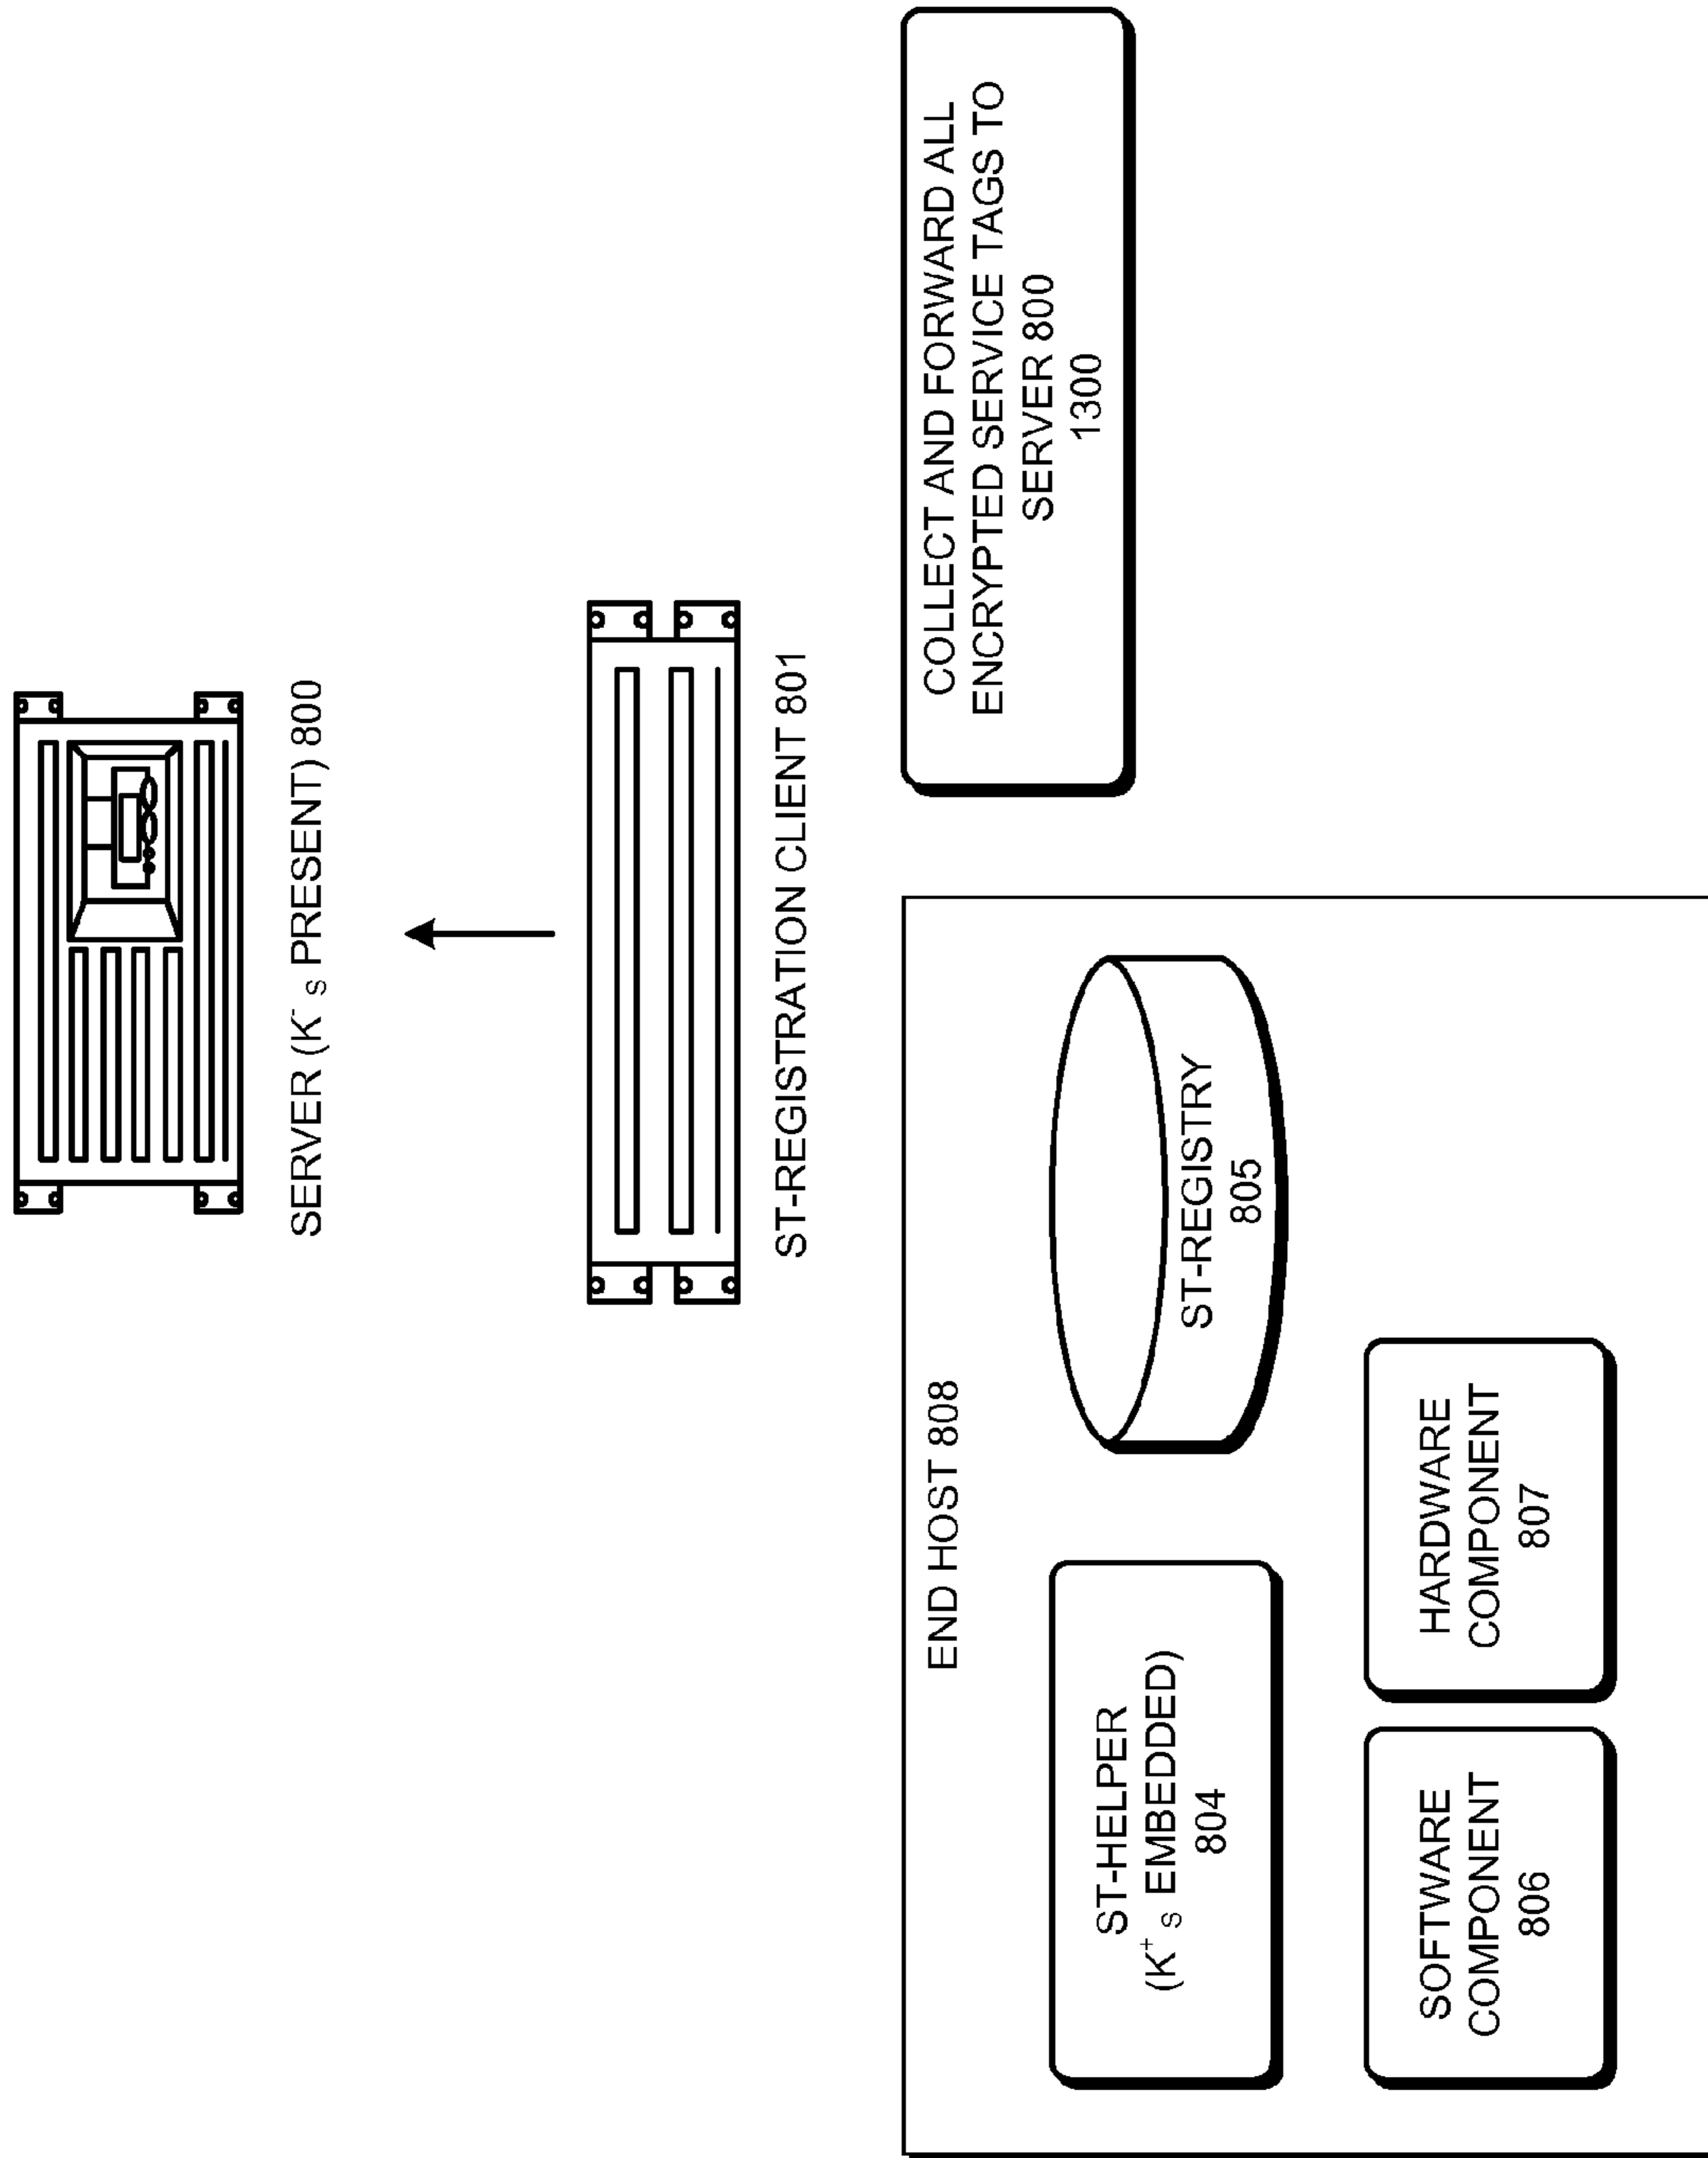 SERVER (K⁻ S PRESENT) 800
ST-REGISTRATION CLIENT 801
COLLECT AND FORWARD ALL
ENCRYPTED SERVICE TAGS TO
SERVER 800
1300
END HOST 808
ST-HELPER
(K⁺ S EMBEDDED)
804
ST-REGISTRY
805
SOFTWARE
COMPONENT
806
HARDWARE
COMPONENT
807